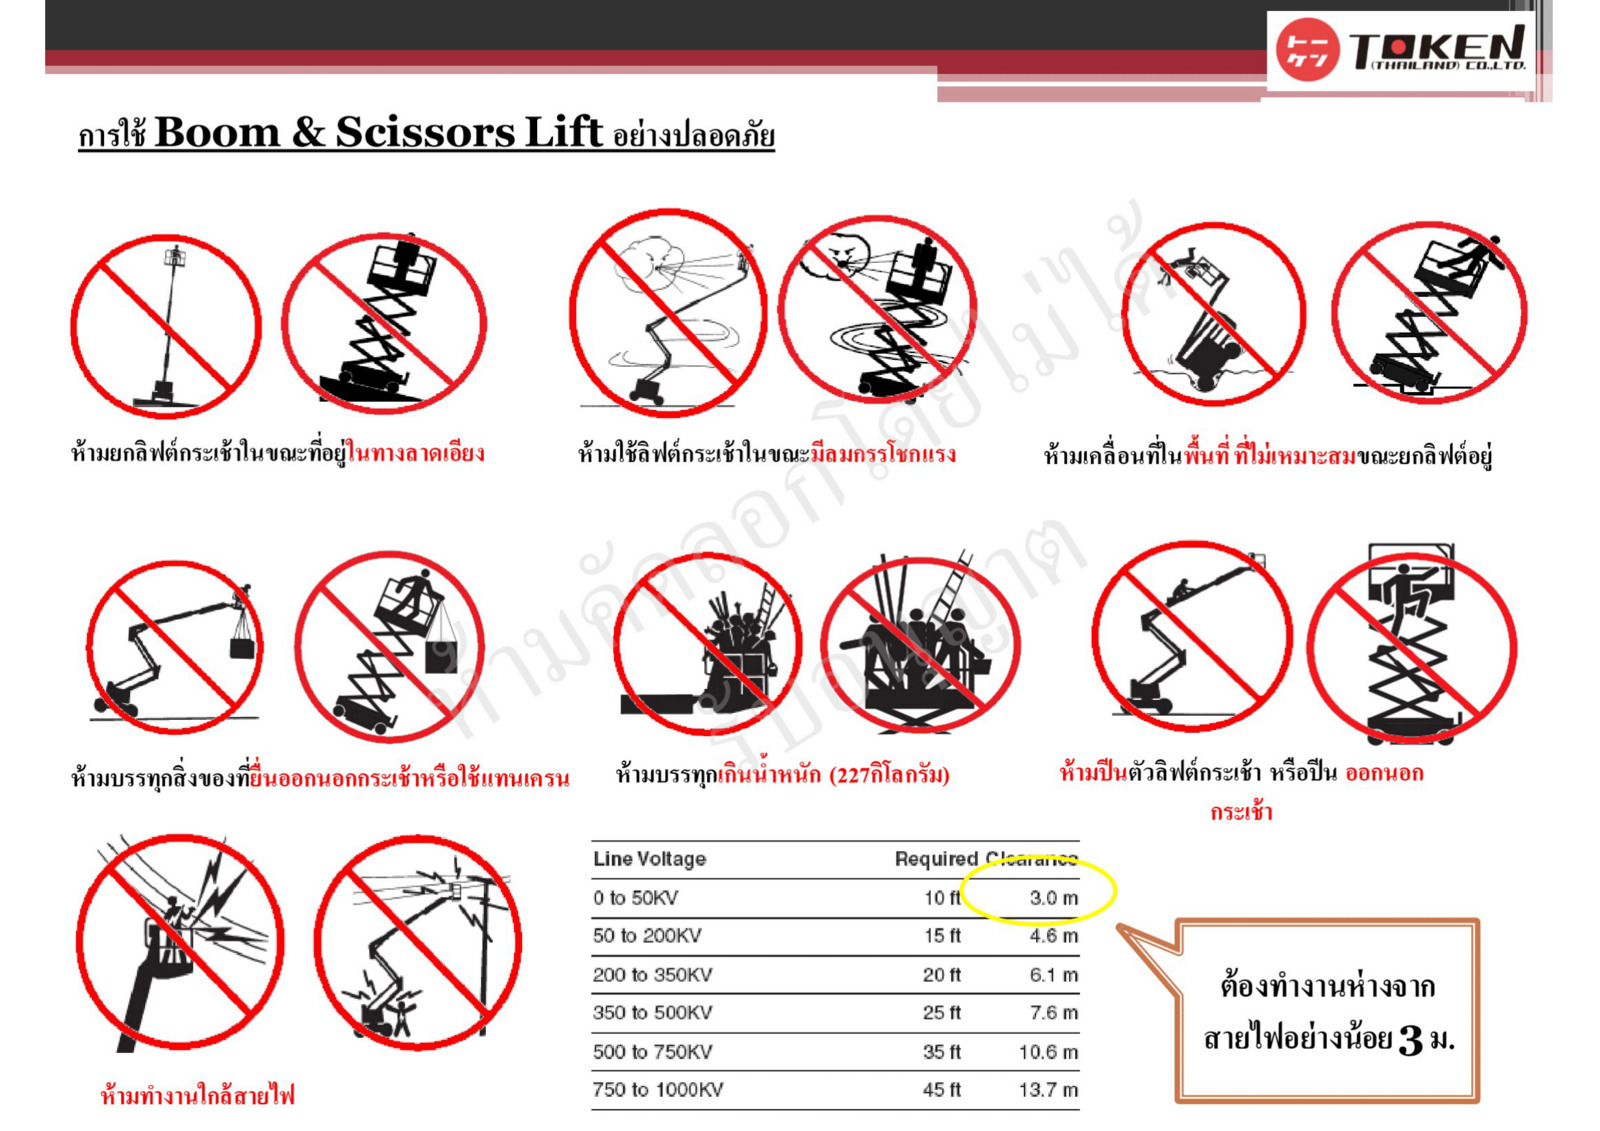 トーケン TOKEN
(THAILAND) CO.,LTD.
การใช้ Boom & Scissors Lift อย่างปลอดภัย
ห้ามยกลิฟต์กระเช้าในขณะที่อยู่ในทางลาดเอียง
ห้ามใช้ลิฟต์กระเช้าในขณะมีลมกรรโชกแรง
ห้ามเคลื่อนที่ในพื้นที่ ที่ไม่เหมาะสมขณะยกลิฟต์อยู่
ห้ามบรรทุกสิ่งของที่ยื่นออกนอกกระเช้าหรือใช้แทนเครน
ห้ามบรรทุกเกินน้ำหนัก (227กิโลกรัม)
ห้ามปีนตัวลิฟต์กระเช้า หรือปีน ออกนอก
กระเช้า
ห้ามทำงานใกล้สายไฟ
Line Voltage Required Clearance
0 to 50KV 10 ft 3.0 m
50 to 200KV 15 ft 4.6 m
200 to 350KV 20 ft 6.1 m
350 to 500KV 25 ft 7.6 m
500 to 750KV 35 ft 10.6 m
750 to 1000KV 45 ft 13.7 m
ต้องทำงานห่างจาก
สายไฟอย่างน้อย 3 ม.
ห้ามคัดลอกโดยไม่ได้
รับอนุญาต